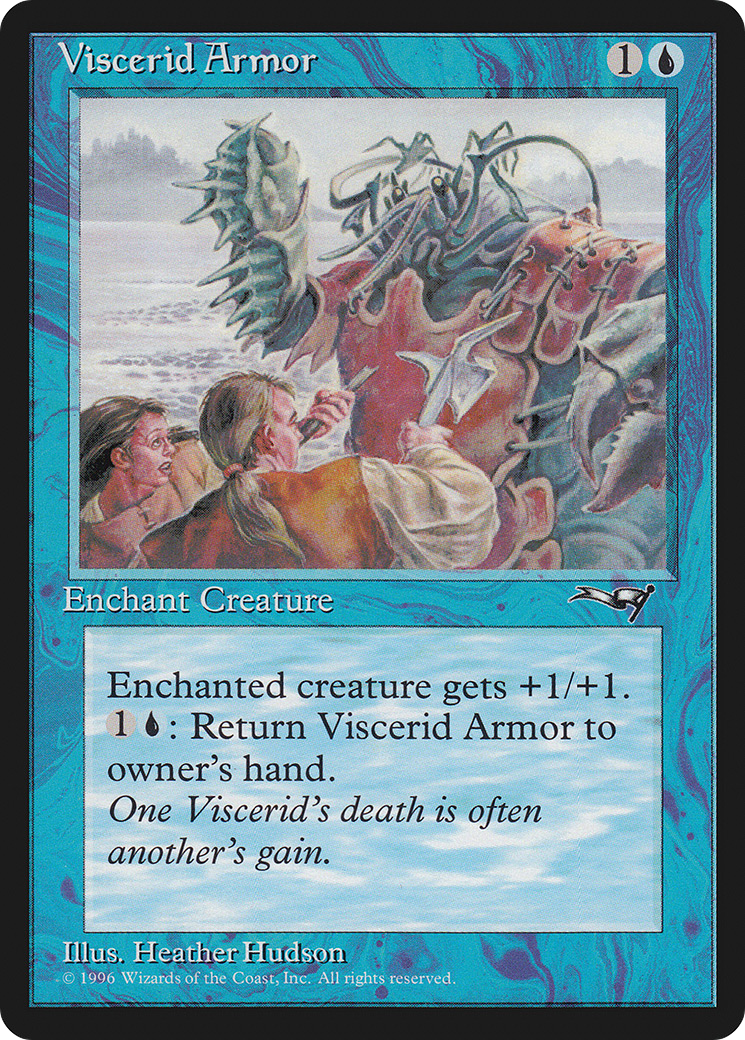 Viscerid Armor 1
Enchant Creature
Enchanted creature gets +1/+1.
1 : Return Viscerid Armor to
owner's hand.
One Viscerid's death is often
another's gain.
Illus. Heather Hudson
© 1996 Wizards of the Coast, Inc. All rights reserved.